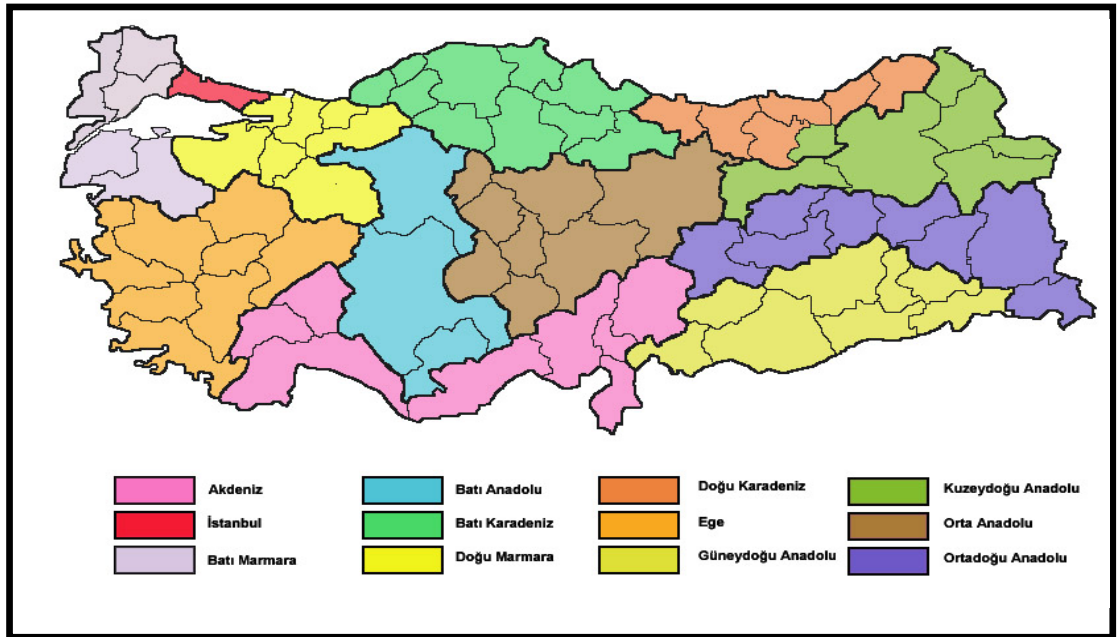 Akdeniz
Batı Anadolu
Doğu Karadeniz
Kuzeydoğu Anadolu
İstanbul
Batı Karadeniz
Ege
Orta Anadolu
Batı Marmara
Doğu Marmara
Güneydoğu Anadolu
Ortadoğu Anadolu